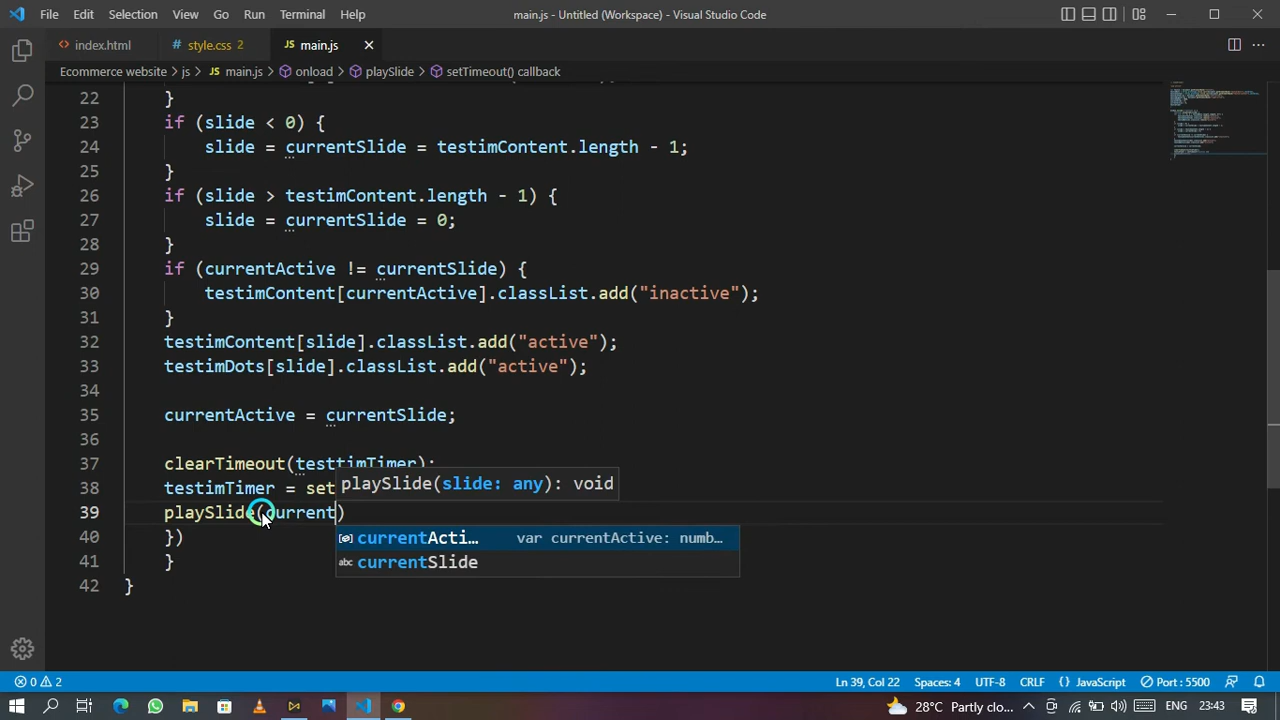 File Edit Selection View Go Run Terminal Help main.js - Untitled (Workspace) - Visual Studio Code
index.html style.css 2 JS main.js
Ecommerce website > js > JS main.js > onload > playSlide > setTimeout() callback
22 }
23 if (slide < 0) {
24 slide = currentSlide = testimContent.length - 1;
25 }
26 if (slide > testimContent.length - 1) {
27 slide = currentSlide = 0;
28 }
29 if (currentActive != currentSlide) {
30 testimContent[currentActive].classList.add("inactive");
31 }
32 testimContent[slide].classList.add("active");
33 testimDots[slide].classList.add("active");
34
35 currentActive = currentSlide;
36
37 clearTimeout(testtimTimer);
38 testimTimer = set
playSlide(slide: any): void
39 playSlide(current)
40 })
currentActi... var currentActive: numb...
41 }
abc currentSlide
42 }
0 2 Ln 39, Col 22 Spaces: 4 UTF-8 CRLF {} JavaScript Port : 5500
28°C Partly clo... ENG 23:43